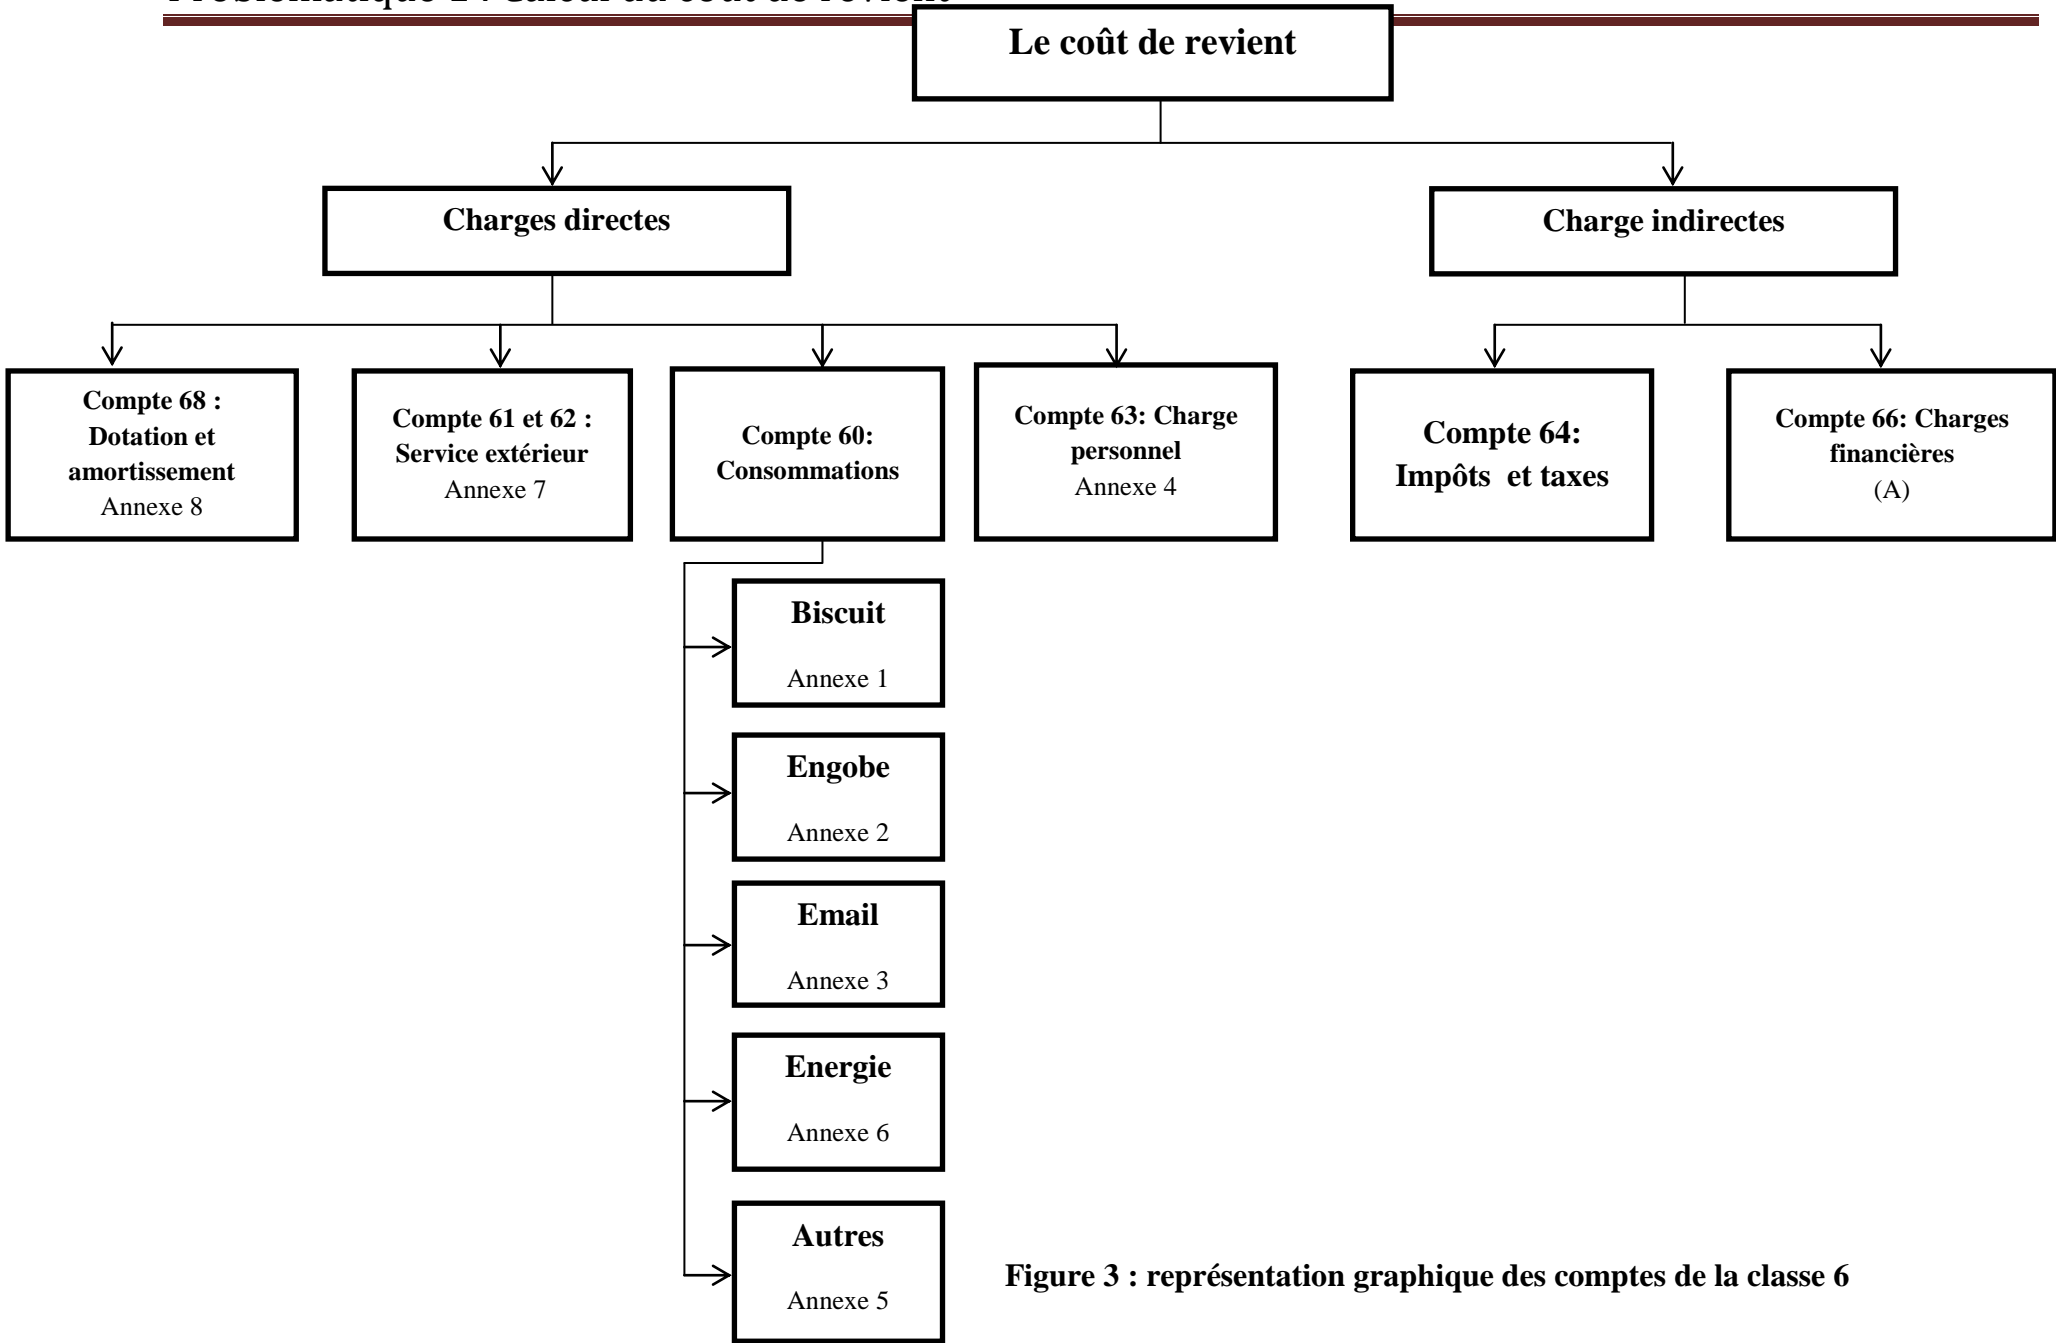 Le coût de revient
Charges directes
Charge indirectes
Compte 68 :
Dotation et
amortissement
Annexe 8
Compte 61 et 62 :
Service extérieur
Annexe 7
Compte 60:
Consommations
Compte 63: Charge
personnel
Annexe 4
Compte 64:
Impôts et taxes
Compte 66: Charges
financières
(A)
Biscuit
Annexe 1
Engobe
Annexe 2
Email
Annexe 3
Energie
Annexe 6
Autres
Annexe 5
Figure 3 : représentation graphique des comptes de la classe 6